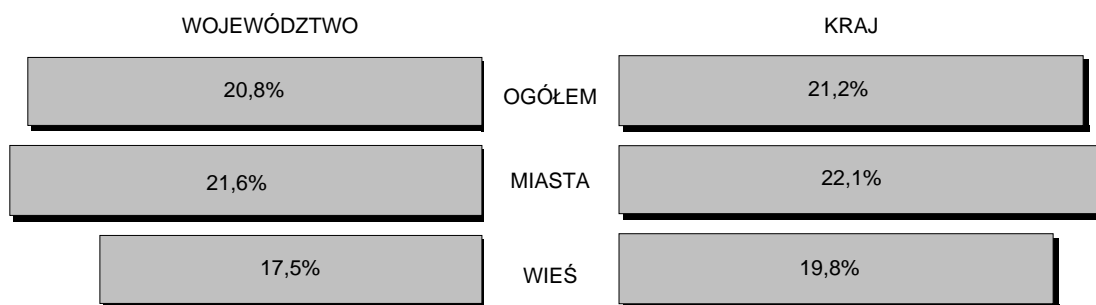 WOJEWÓDZTWO KRAJ
20,8% OGÓŁEM 21,2%
21,6% MIASTA 22,1%
17,5% WIEŚ 19,8%